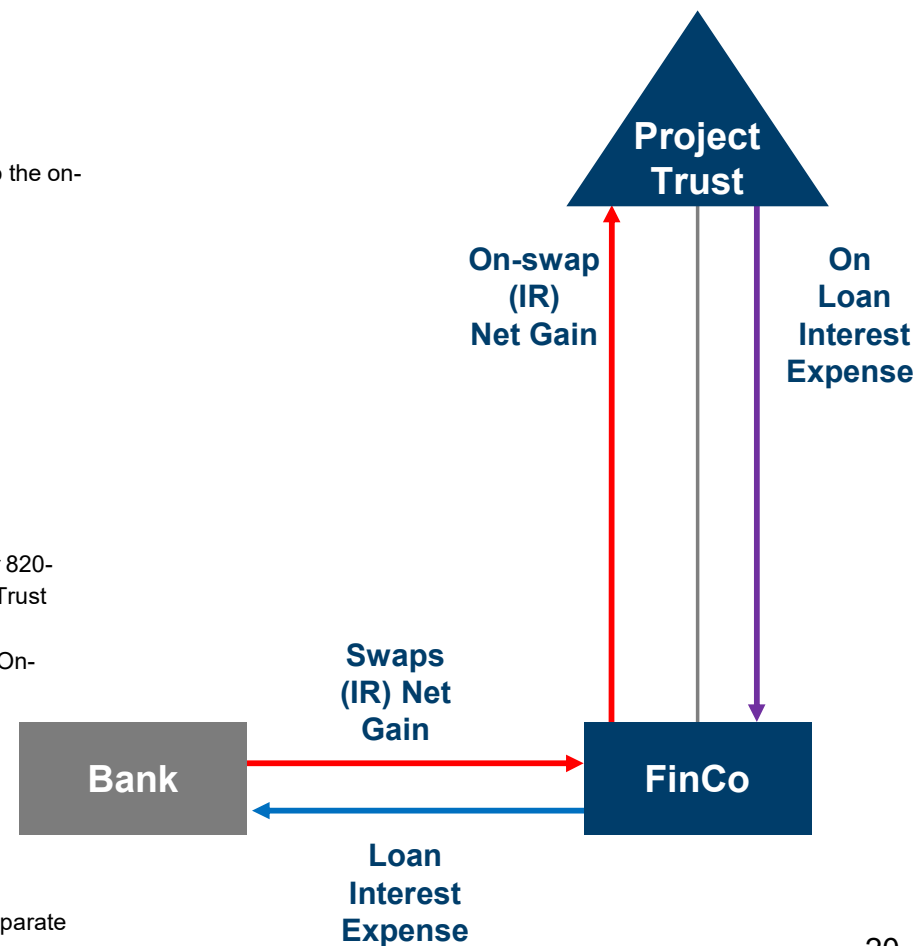 Project
Trust
o the on-
On-swap
(IR)
Net Gain
On
Loan
Interest
Expense
820-
Trust
On-
Swaps
(IR) Net
Gain
Bank
FinCo
Loan
Interest
Expense
parate